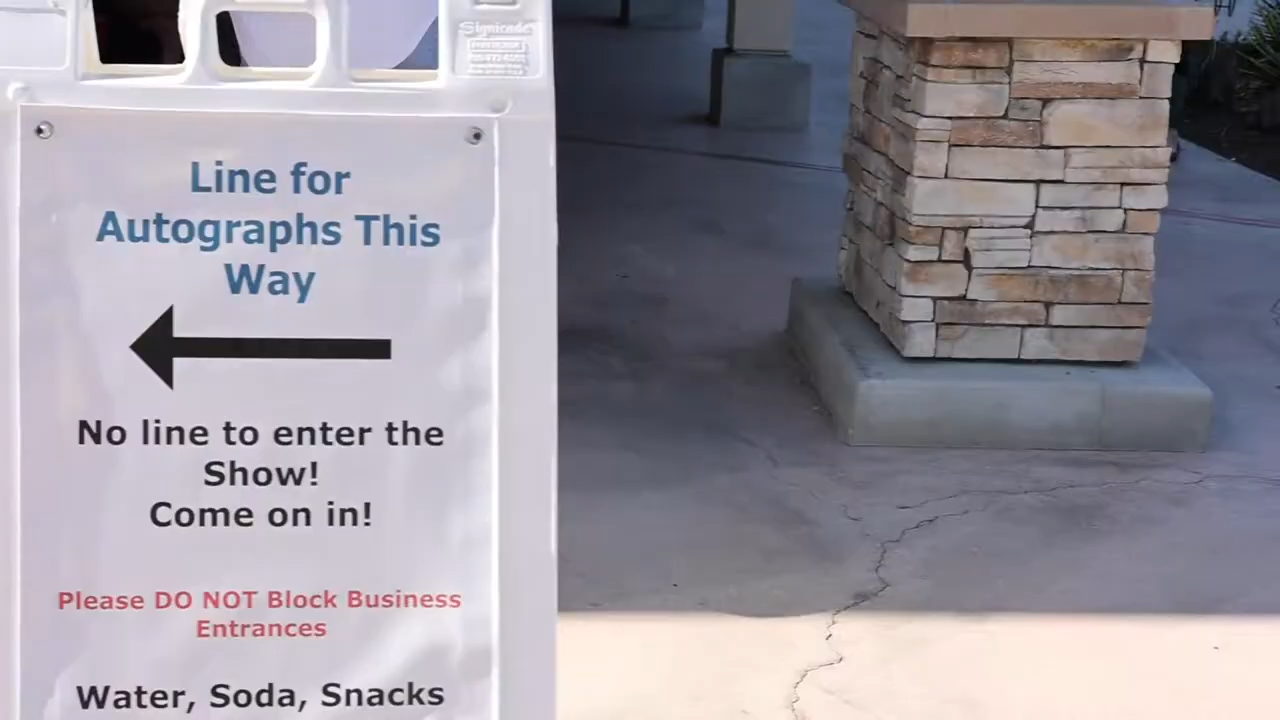 Signicade
Line for
Autographs This
Way
No line to enter the
Show!
Come on in!
Please DO NOT Block Business
Entrances
Water, Soda, Snacks